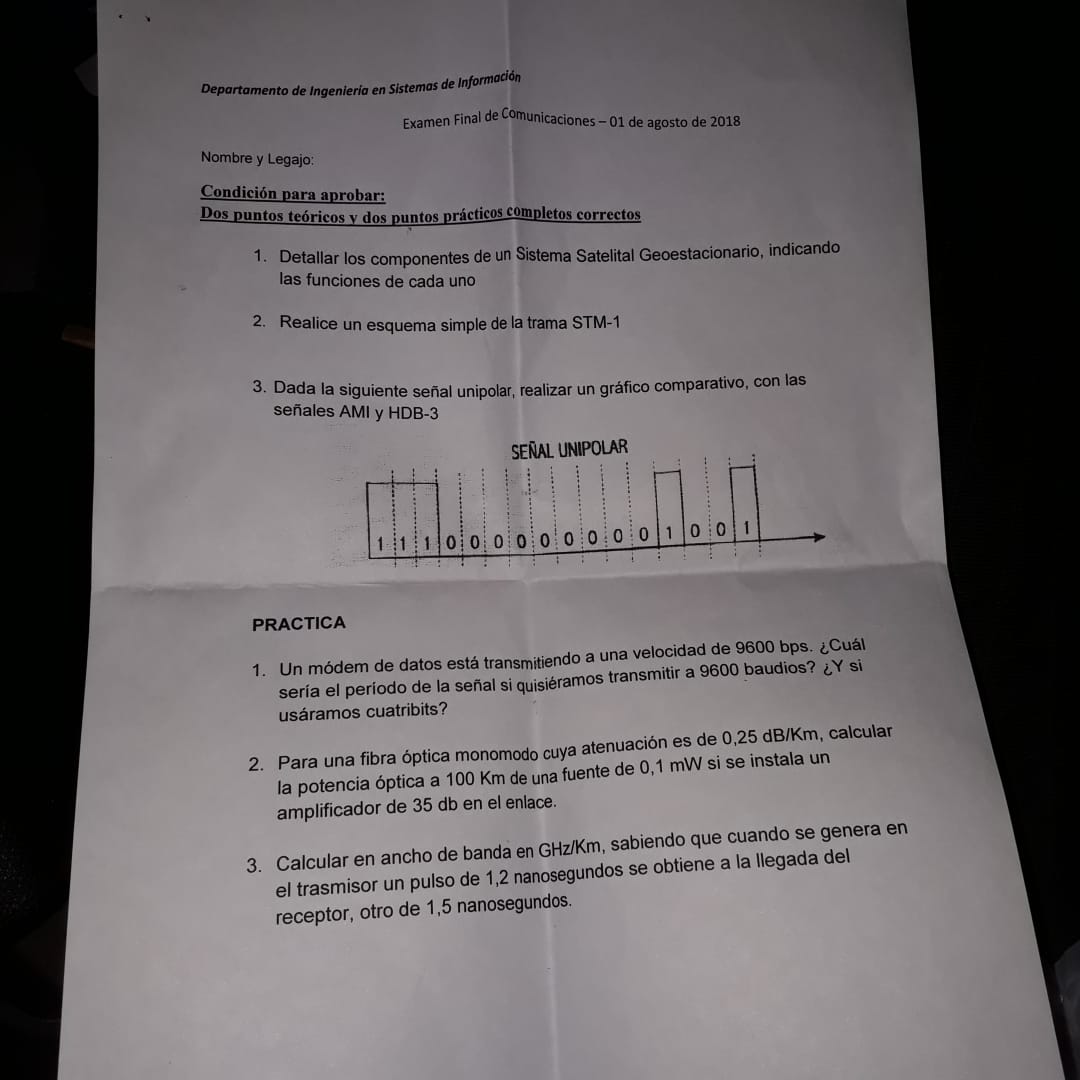 Departamento de Ingeniería en Sistemas de Información
Examen Final de Comunicaciones – 01 de agosto de 2018
Nombre y Legajo:
Condición para aprobar:
Dos puntos teóricos y dos puntos prácticos completos correctos
1. Detallar los componentes de un Sistema Satelital Geoestacionario, indicando
las funciones de cada uno
2. Realice un esquema simple de la trama STM-1
3. Dada la siguiente señal unipolar, realizar un gráfico comparativo, con las
señales AMI y HDB-3
SEÑAL UNIPOLAR
1 1 1 0 0 0 0 0 0 0 0 0 1 0 0 1
PRACTICA
1. Un módem de datos está transmitiendo a una velocidad de 9600 bps. ¿Cuál
sería el período de la señal si quisiéramos transmitir a 9600 baudios? ¿Y si
usáramos cuatribits?
2. Para una fibra óptica monomodo cuya atenuación es de 0,25 dB/Km, calcular
la potencia óptica a 100 Km de una fuente de 0,1 mW si se instala un
amplificador de 35 db en el enlace.
3. Calcular en ancho de banda en GHz/Km, sabiendo que cuando se genera en
el trasmisor un pulso de 1,2 nanosegundos se obtiene a la llegada del
receptor, otro de 1,5 nanosegundos.